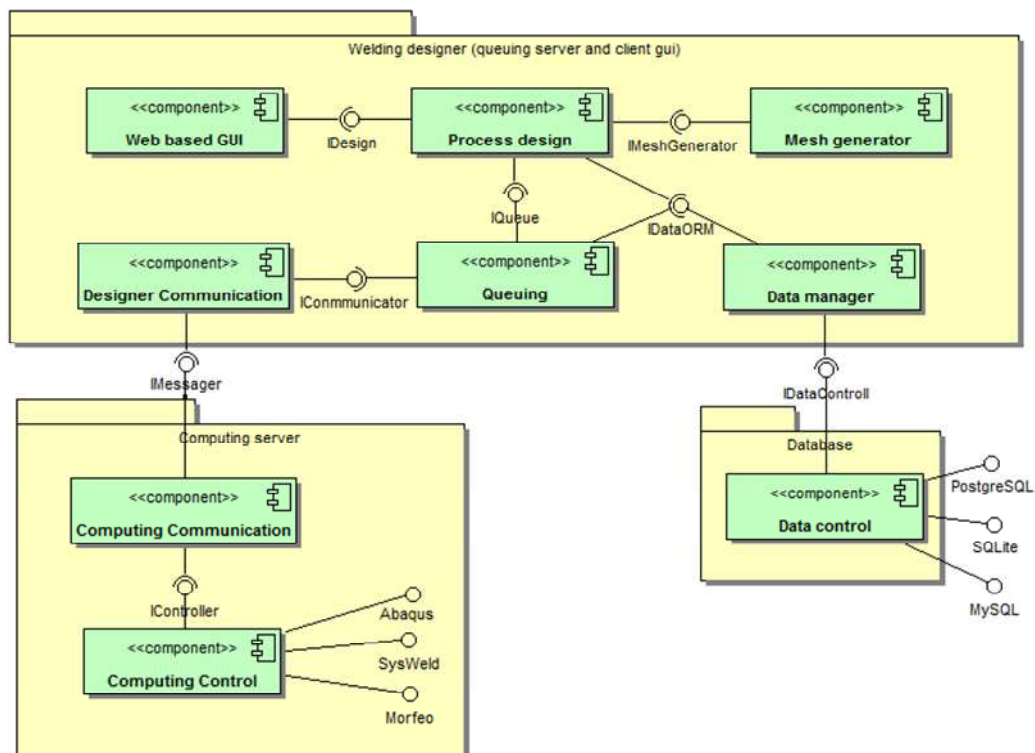 Welding designer (queuing server and client gui)
<<component>>
Web based GUI
IDesign
<<component>>
Process design
IMeshGenerator
<<component>>
Mesh generator
IQueue
IDataORM
<<component>>
Designer Communication
IConmmunicator
<<component>>
Queuing
<<component>>
Data manager
IMessager
IDataControll
Computing server
<<component>>
Computing Communication
IController
<<component>>
Computing Control
Abaqus
SysWeld
Morfeo
Database
<<component>>
Data control
PostgreSQL
SQLite
MySQL